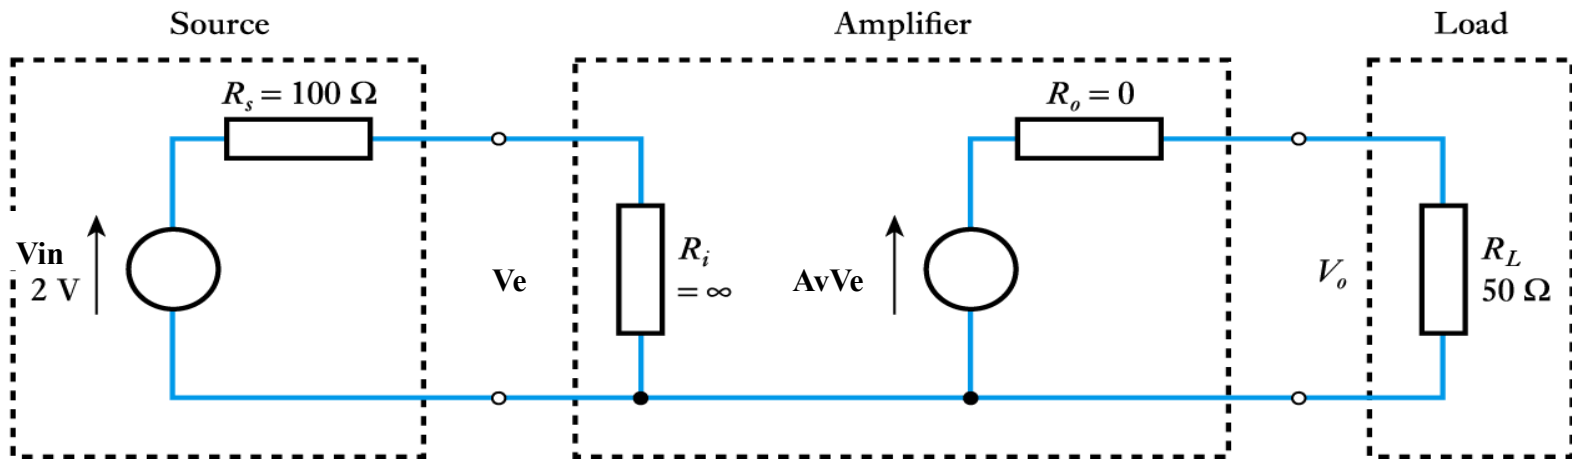 Source
Amplifier
Load
Rs = 100 Ω
Ro = 0
Vin
2 V
Ve
Ri
= ∞
AvVe
Vo
RL
50 Ω